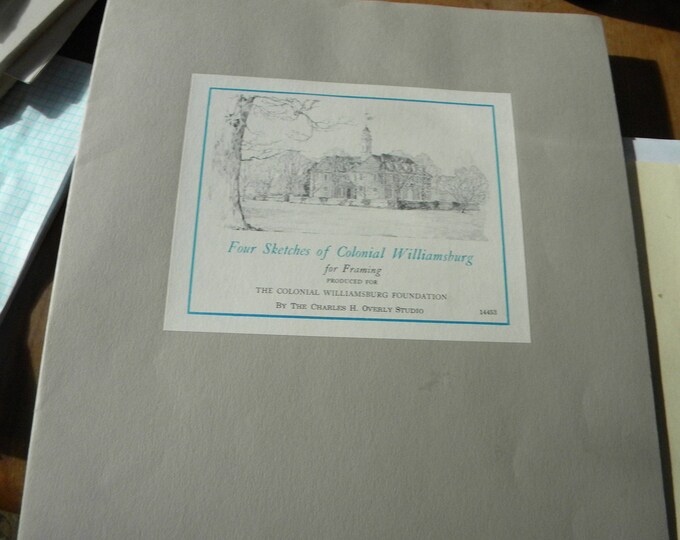 Four Sketches of Colonial Williamsburg
for Framing
PRODUCED FOR
THE COLONIAL WILLIAMSBURG FOUNDATION
BY THE CHARLES H. OVERLY STUDIO
14453